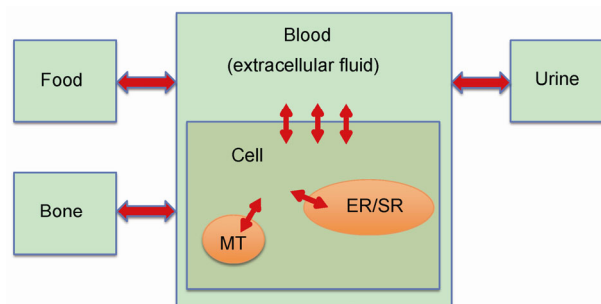 Blood
(extracellular fluid)
Food
Urine
Cell
Bone
ER/SR
MT